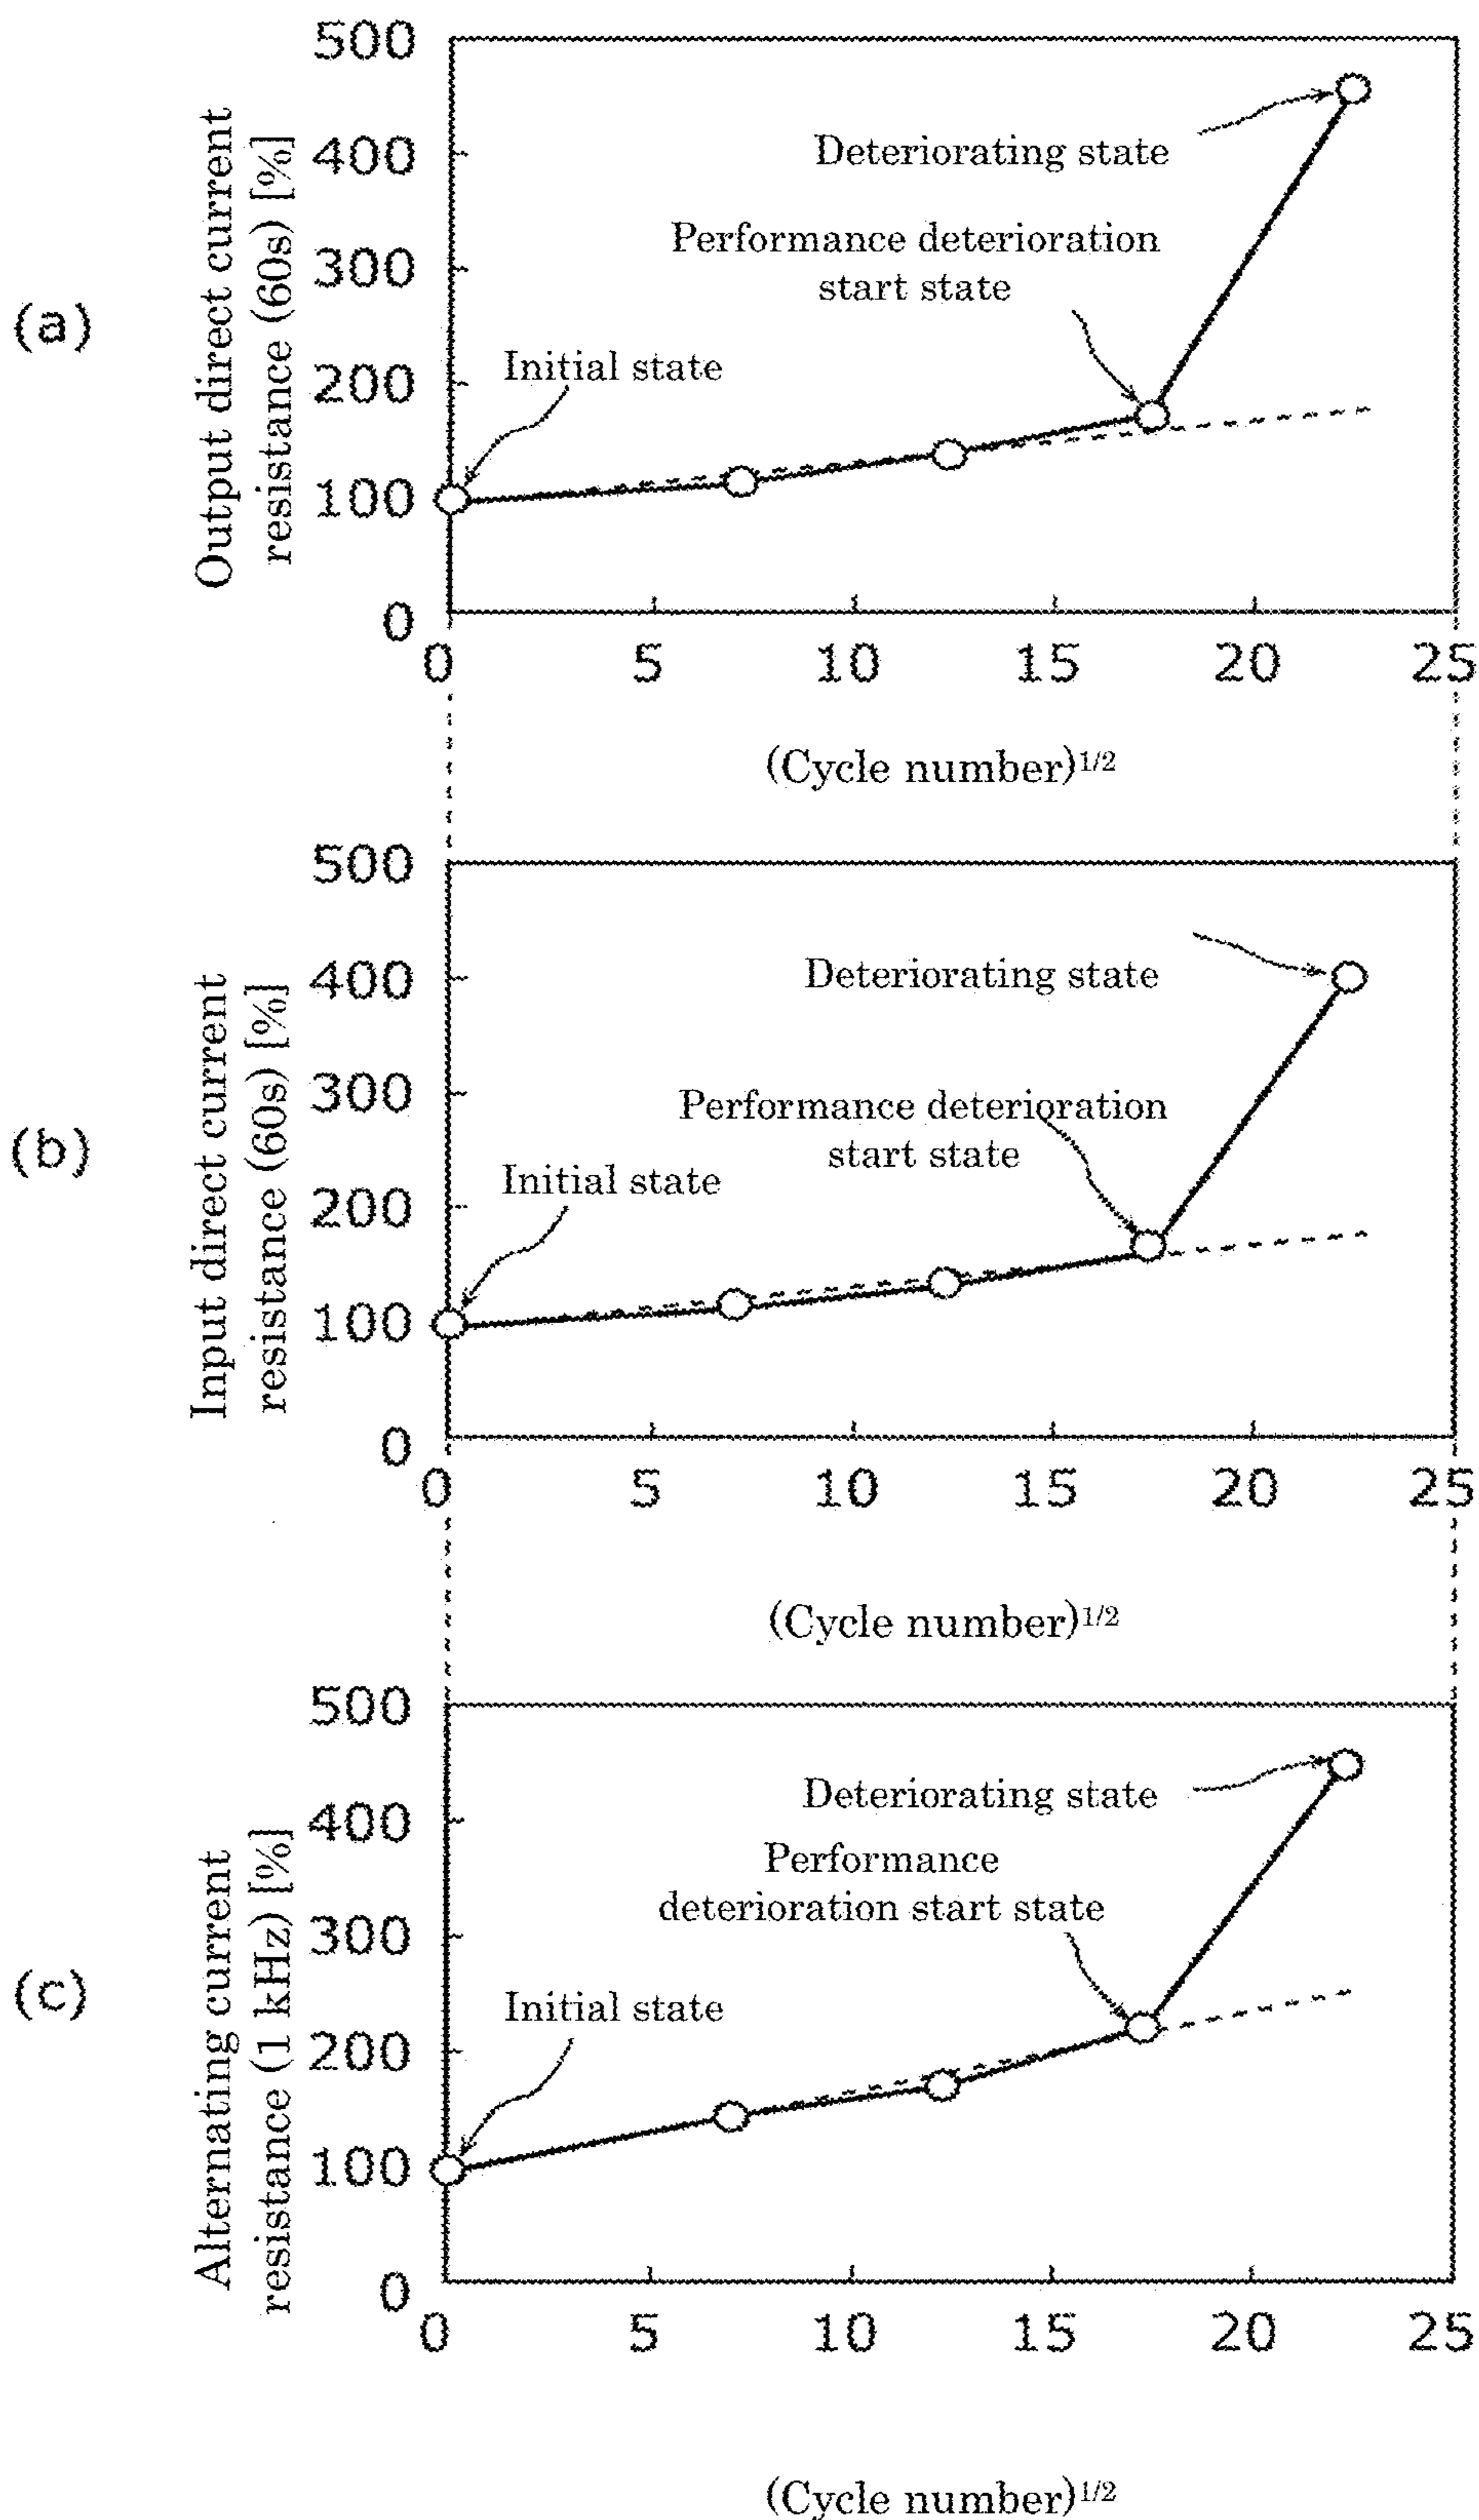 (a)
Output direct current
resistance (60s) [%]
500
400
300
200
100
0
Deteriorating state
Performance deterioration
start state
Initial state
0 5 10 15 20 25
(Cycle number)1/2
(b)
Input direct current
resistance (60s) [%]
500
400
300
200
100
0
Deteriorating state
Performance deterioration
start state
Initial state
0 5 10 15 20 25
(Cycle number)1/2
(c)
Alternating current
resistance (1 kHz) [%]
500
400
300
200
100
0
Deteriorating state
Performance
deterioration start state
Initial state
0 5 10 15 20 25
(Cycle number)1/2